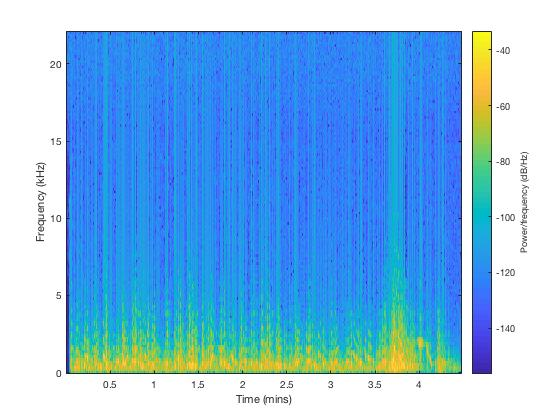 20
15
10
5
0
Frequency (kHz)
0.5 1 1.5 2 2.5 3 3.5 4
Time (mins)
-40
-60
-80
-100
-120
-140
Power/frequency (dB/Hz)